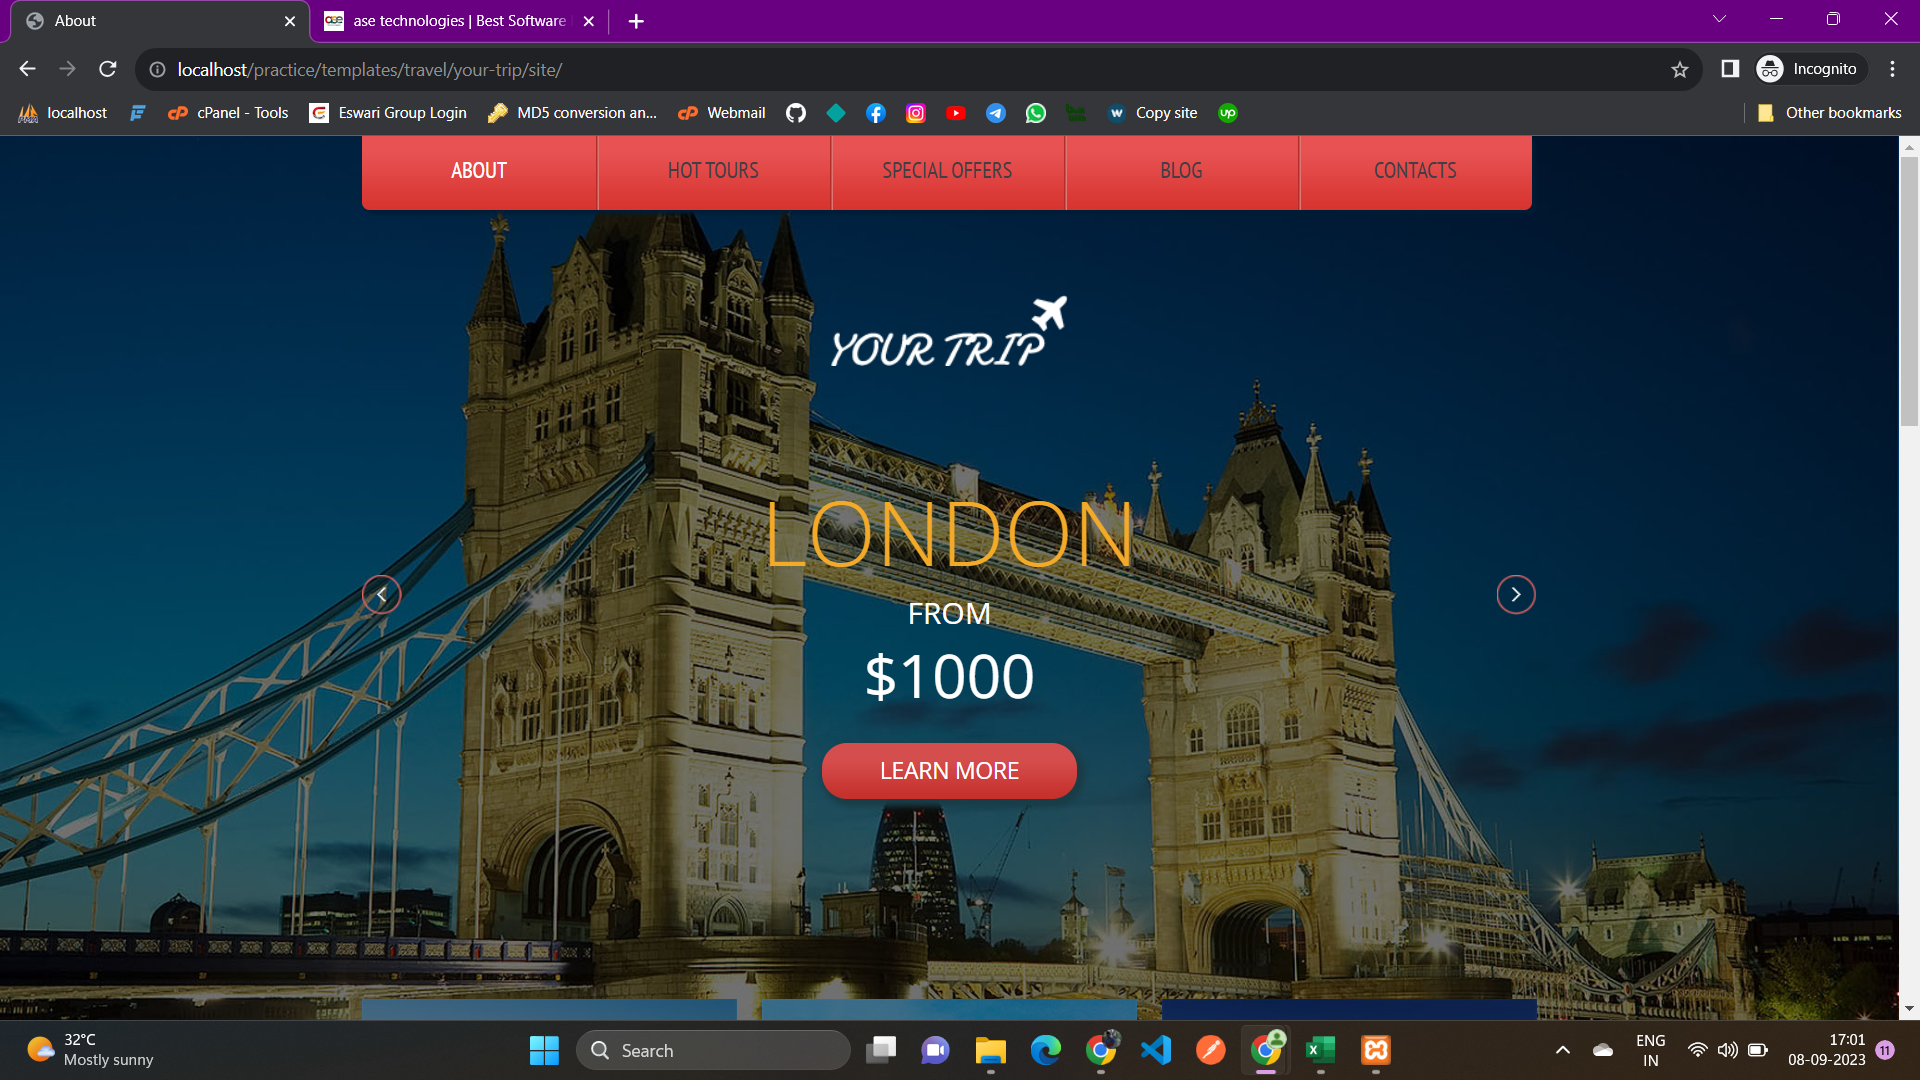 About
ase technologies | Best Software
localhost/practice/templates/travel/your-trip/site/
Incognito
localhost
cPanel - Tools
Eswari Group Login
MD5 conversion an...
Webmail
Copy site
Other bookmarks
ABOUT
HOT TOURS
SPECIAL OFFERS
BLOG
CONTACTS
YOUR TRIP
LONDON
FROM
$1000
LEARN MORE
32°C
Mostly sunny
Search
ENG
IN
17:01
08-09-2023
11